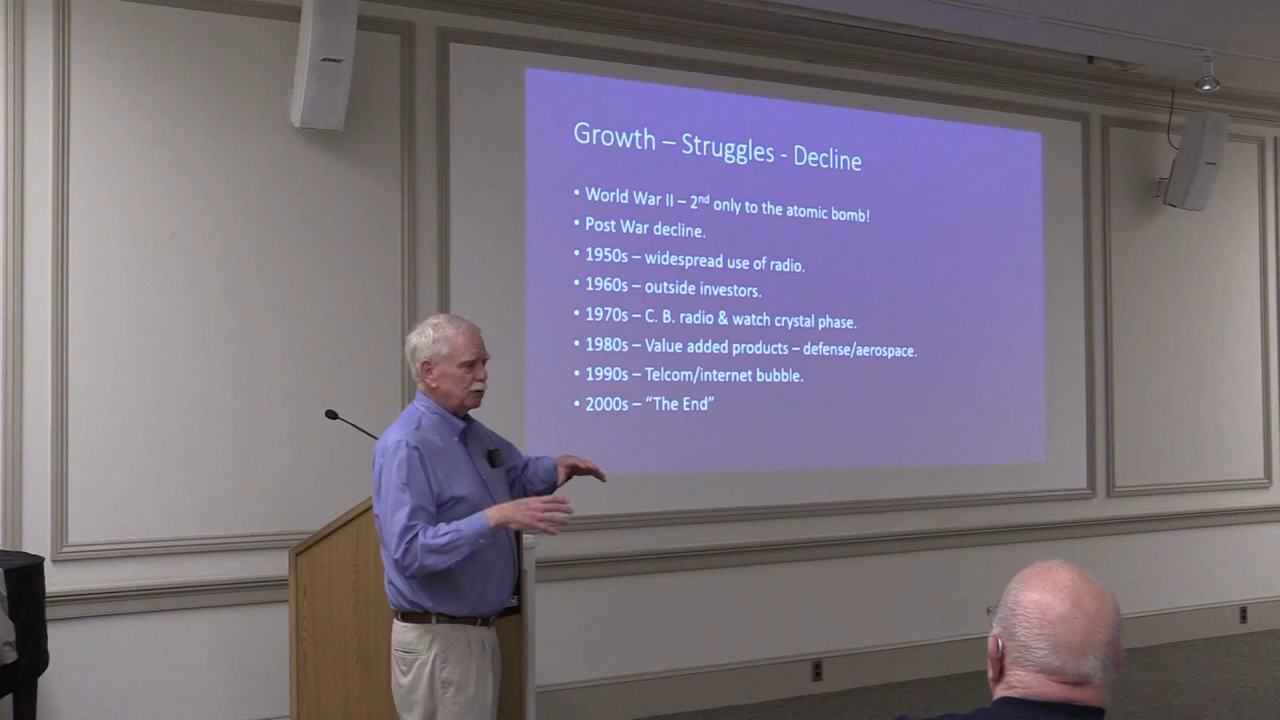 BOSE
Growth – Struggles - Decline
• World War II – 2nd only to the atomic bomb!
• Post War decline.
• 1950s – widespread use of radio.
• 1960s – outside investors.
• 1970s – C. B. radio & watch crystal phase.
• 1980s – Value added products – defense/aerospace.
• 1990s – Telcom/internet bubble.
• 2000s – “The End”